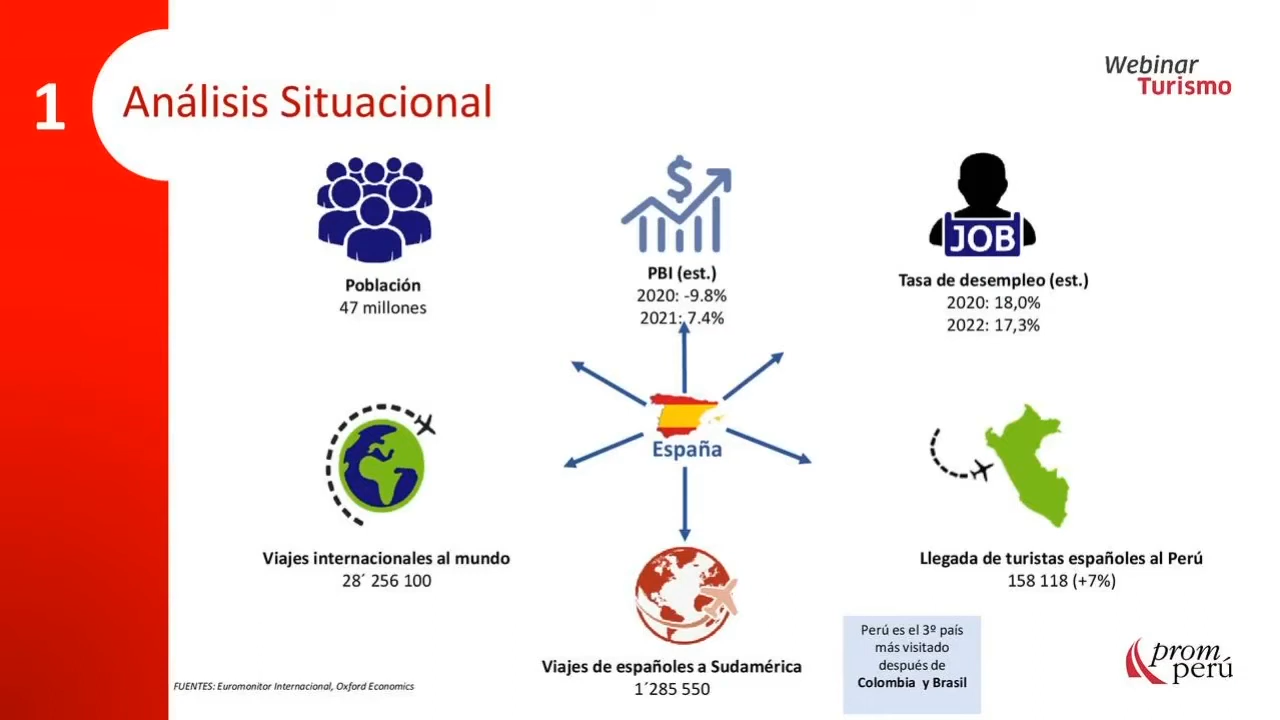 1
Análisis Situacional
Webinar
Turismo
Población
47 millones
PBI (est.)
2020: -9.8%
2021: 7.4%
JOB
Tasa de desempleo (est.)
2020: 18,0%
2022: 17,3%
España
Viajes internacionales al mundo
28´ 256 100
Viajes de españoles a Sudamérica
1´285 550
Llegada de turistas españoles al Perú
158 118 (+7%)
Perú es el 3º país
más visitado
después de
Colombia y Brasil
FUENTES: Euromonitor Internacional, Oxford Economics
prom
perú